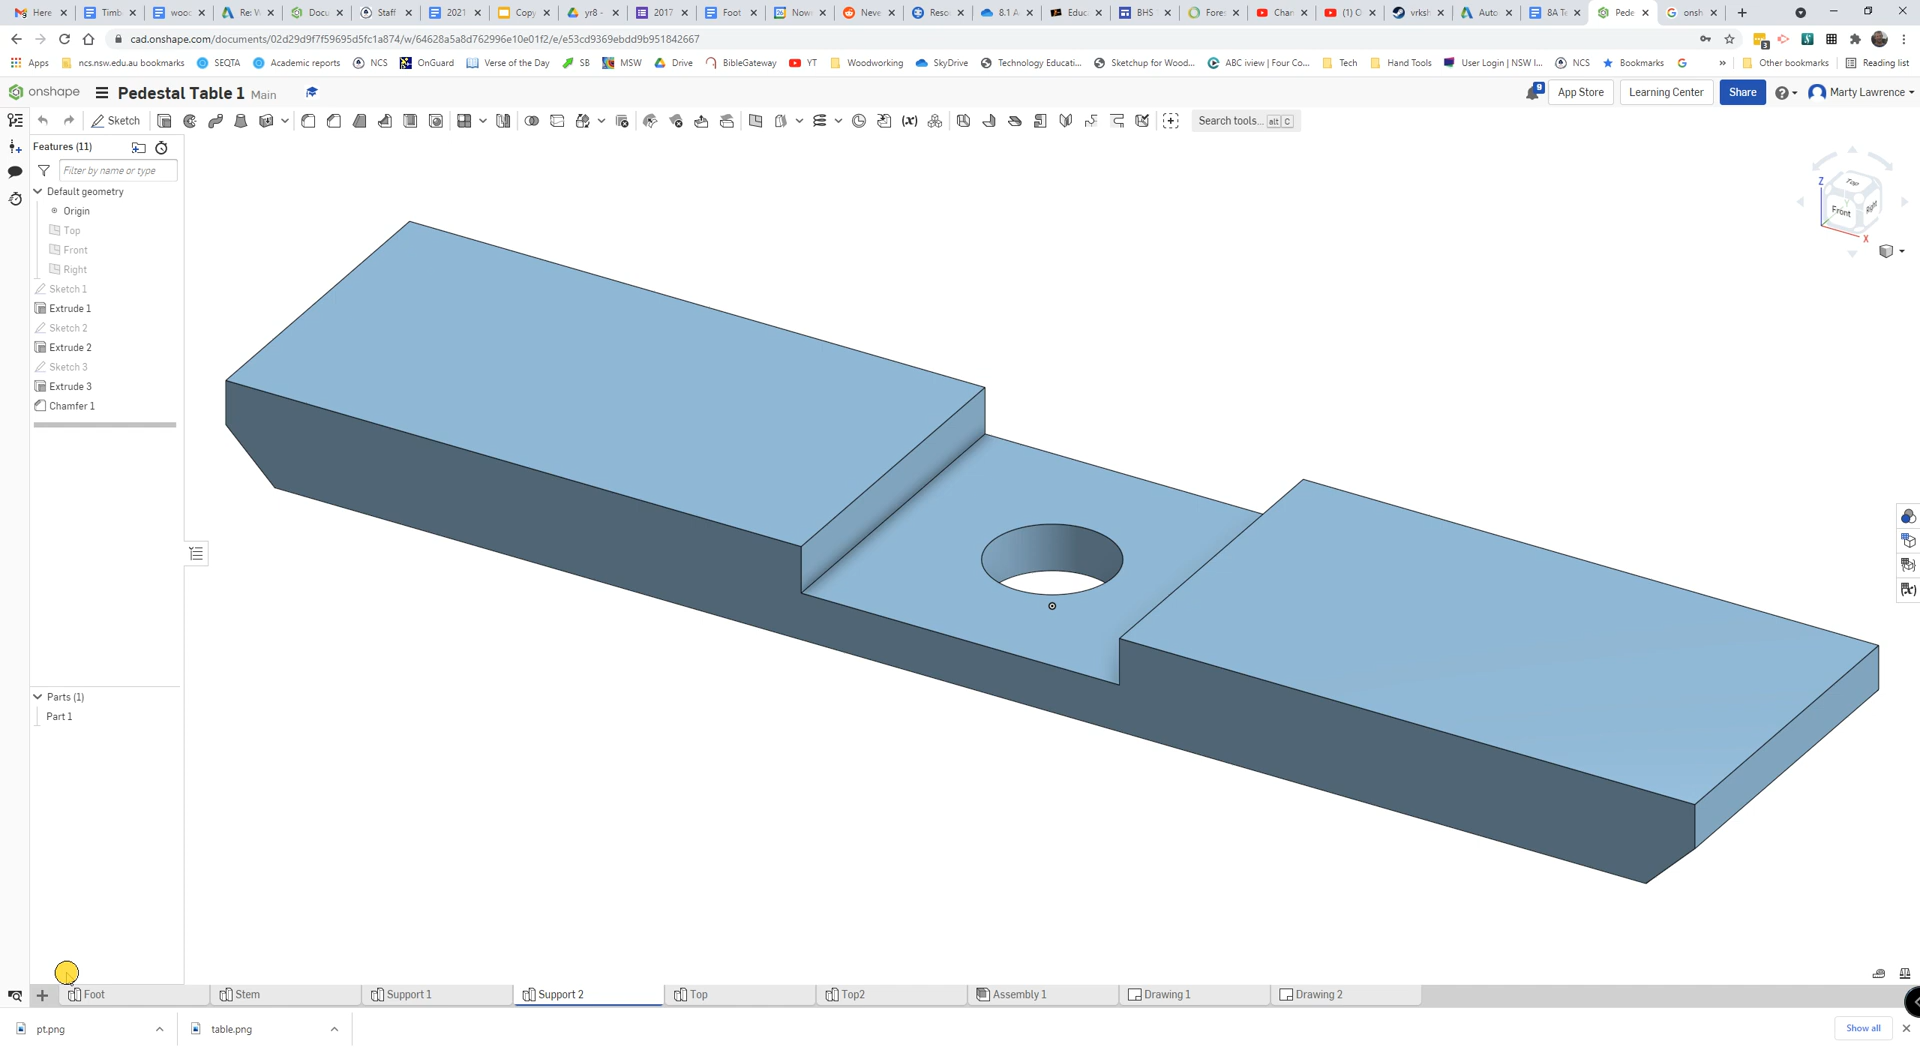 Here
Timb
wood
Re: W
Docu
Staff
2021
Copy
yr8 -
2017
Foot
Now
Neve
Reso
8.1 A
Educ
BHS
Fore
Chan
(1) C
vrksh
Auto
8A Te
Pede
onsh
cad.onshape.com/documents/02d29d9f7f59695d5fc1a874/w/64628a5a8d762996e10e01f2/e/e53cd9369ebdd9b951842667
Apps
ncs.nsw.edu.au bookmarks
SEQTA
Academic reports
NCS
OnGuard
Verse of the Day
SB
MSW
Drive
BibleGateway
YT
Woodworking
SkyDrive
Technology Educati...
Sketchup for Wood...
ABC iview | Four Co...
Tech
Hand Tools
User Login | NSW I...
NCS
Bookmarks
»
Other bookmarks
Reading list
onshape
Pedestal Table 1 Main
9
App Store
Learning Center
Share
Marty Lawrence
Sketch
Search tools... alt C
Features (11)
Filter by name or type
Default geometry
Origin
Top
Front
Right
Sketch 1
Extrude 1
Sketch 2
Extrude 2
Sketch 3
Extrude 3
Chamfer 1
Parts (1)
Part 1
Z
Top
Front
Right
X
Foot
Stem
Support 1
Support 2
Top
Top2
Assembly 1
Drawing 1
Drawing 2
pt.png
table.png
Show all